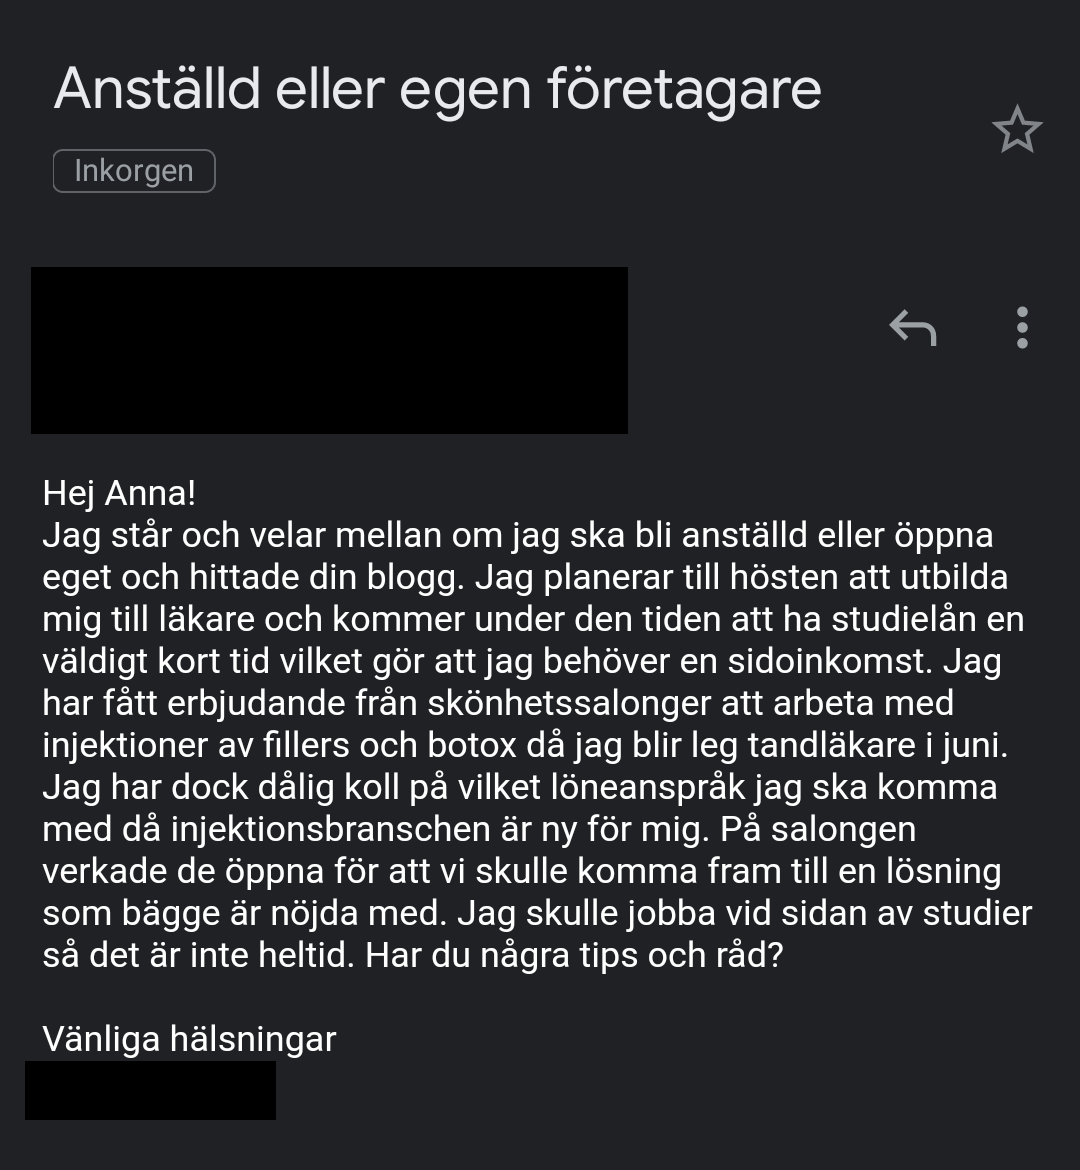 Anställd eller egen företagare
Inkorgen
Hej Anna!
Jag står och velar mellan om jag ska bli anställd eller öppna
eget och hittade din blogg. Jag planerar till hösten att utbilda
mig till läkare och kommer under den tiden att ha studielån en
väldigt kort tid vilket gör att jag behöver en sidoinkomst. Jag
har fått erbjudande från skönhetssalonger att arbeta med
injektioner av fillers och botox då jag blir leg tandläkare i juni.
Jag har dock dålig koll på vilket löneanspråk jag ska komma
med då injektionsbranschen är ny för mig. På salongen
verkade de öppna för att vi skulle komma fram till en lösning
som bägge är nöjda med. Jag skulle jobba vid sidan av studier
så det är inte heltid. Har du några tips och råd?
Vänliga hälsningar